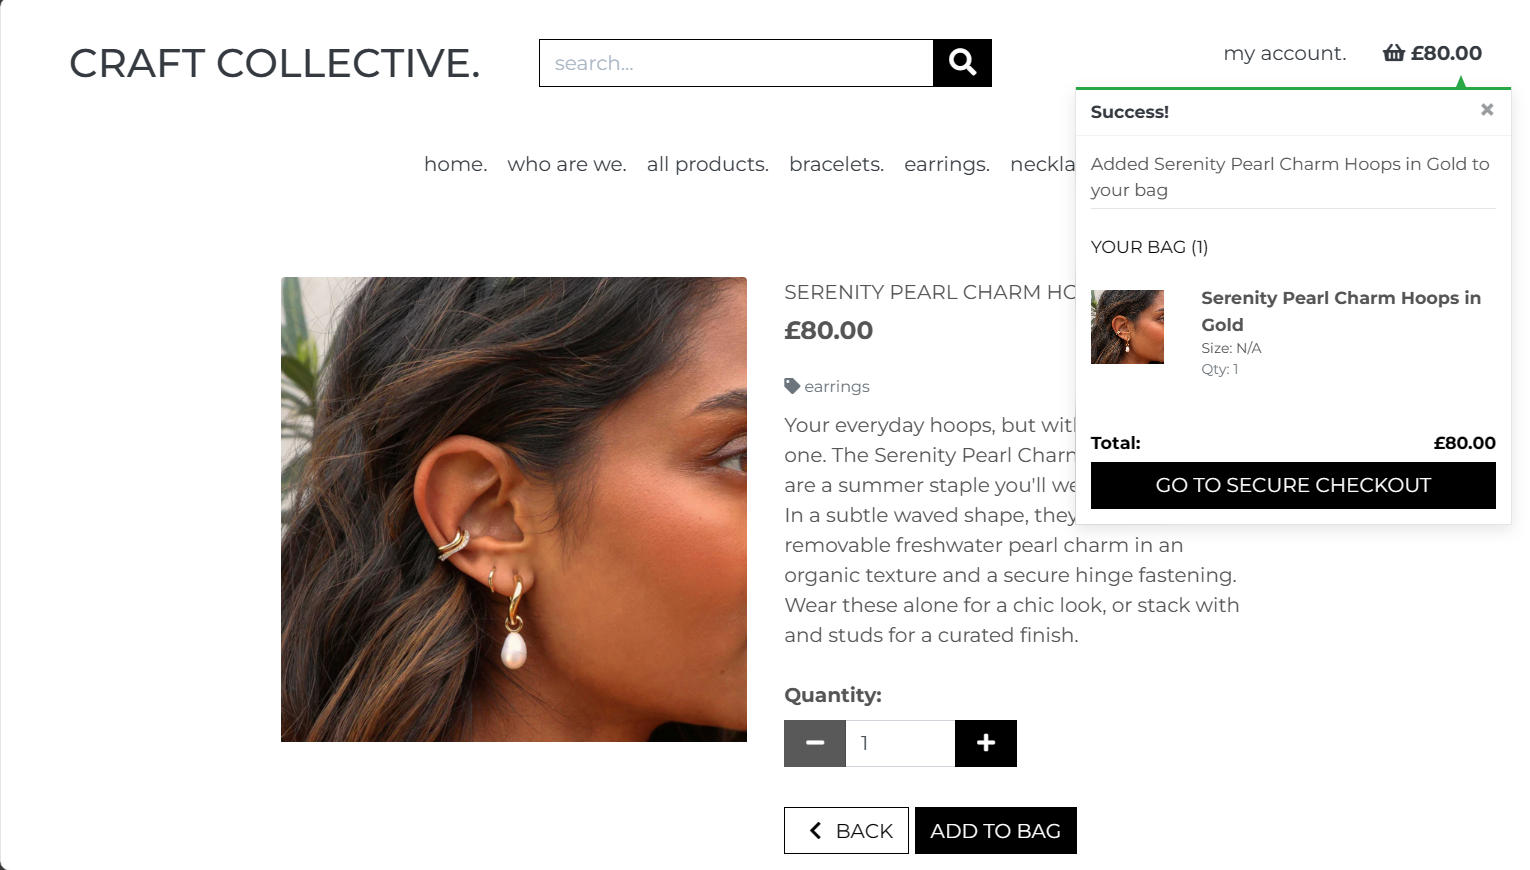 CRAFT COLLECTIVE.
search...
my account.
£80.00
home. who are we. all products. bracelets. earrings. neckla
Success!
×
Added Serenity Pearl Charm Hoops in Gold to
your bag
YOUR BAG (1)
Serenity Pearl Charm Hoops in
Gold
Size: N/A
Qty: 1
Total: £80.00
GO TO SECURE CHECKOUT
SERENITY PEARL CHARM HO
£80.00
earrings
Your everyday hoops, but wit
one. The Serenity Pearl Charm
are a summer staple you'll we
In a subtle waved shape, they
removable freshwater pearl charm in an
organic texture and a secure hinge fastening.
Wear these alone for a chic look, or stack with
and studs for a curated finish.
Quantity:
1
BACK
ADD TO BAG